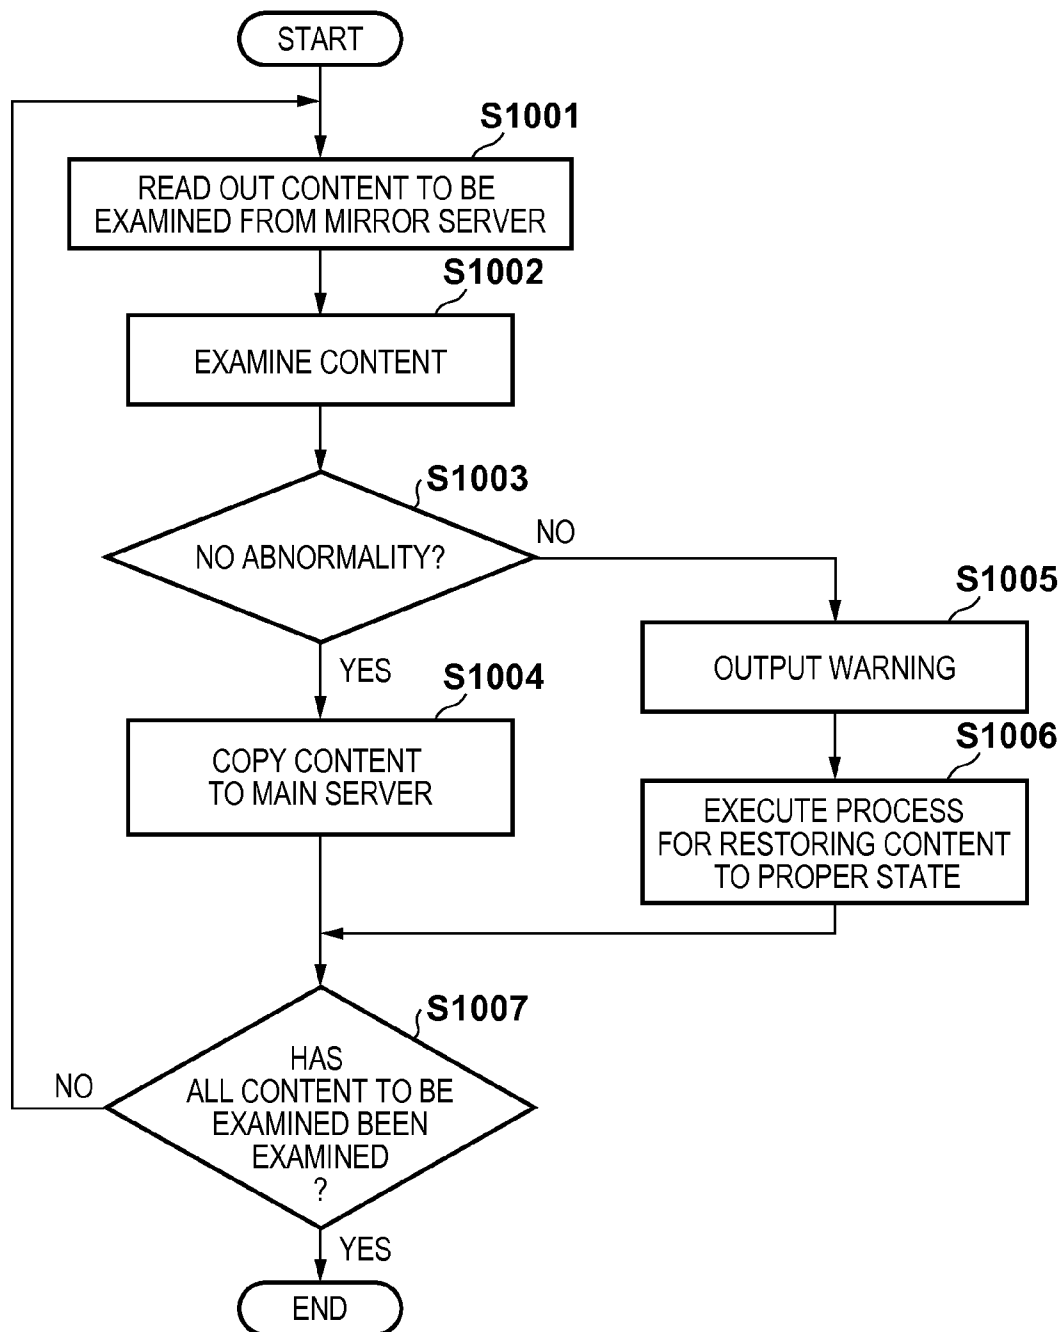 START
S1001
READ OUT CONTENT TO BE
EXAMINED FROM MIRROR SERVER
S1002
EXAMINE CONTENT
S1003
NO ABNORMALITY?
NO
YES
S1004
COPY CONTENT
TO MAIN SERVER
S1005
OUTPUT WARNING
S1006
EXECUTE PROCESS
FOR RESTORING CONTENT
TO PROPER STATE
S1007
HAS
ALL CONTENT TO BE
EXAMINED BEEN
EXAMINED
?
NO
YES
END